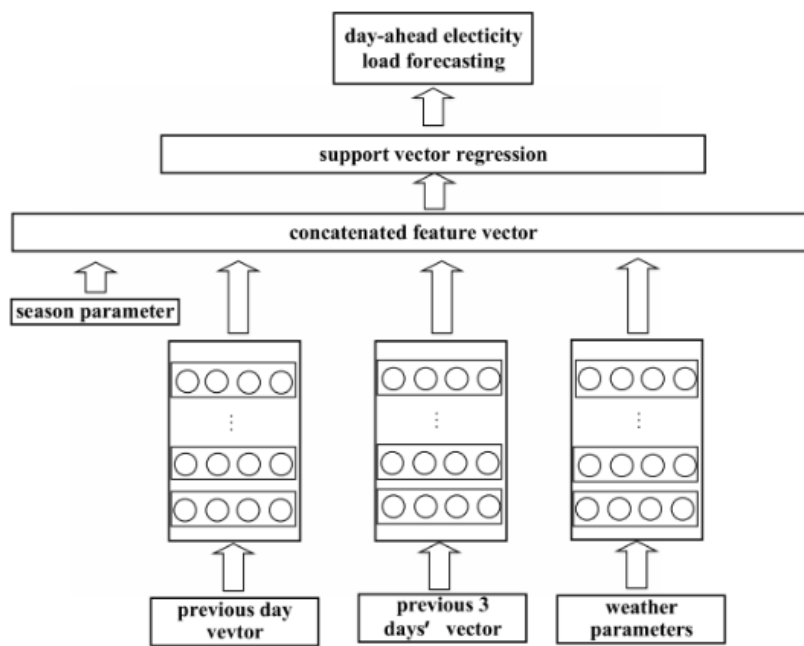 day-ahead electicity
load forecasting
support vector regression
concatenated feature vector
season parameter
⋮
⋮
⋮
previous day
vevtor
previous 3
days' vector
weather
parameters